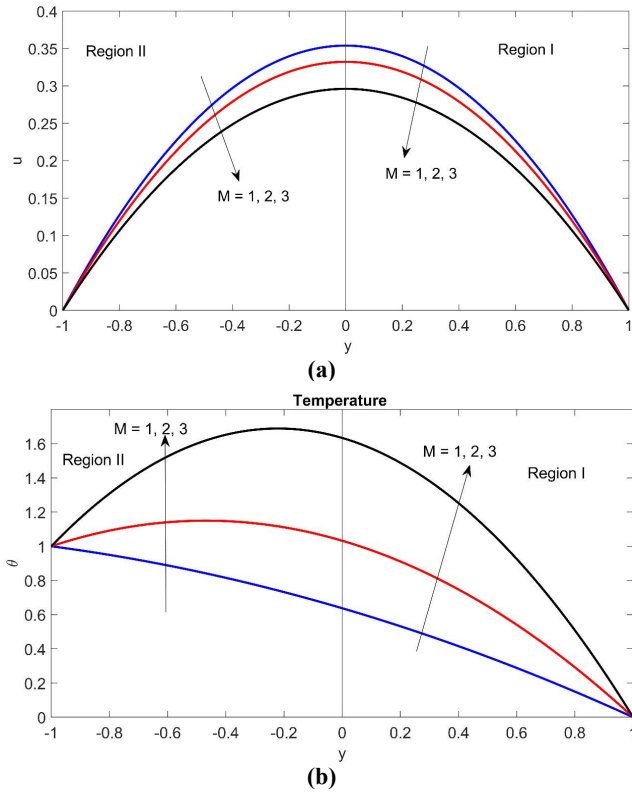 0.4
0.35
0.3
0.25
0.2
0.15
0.1
0.05
0
u
Region II
Region I
M = 1, 2, 3
M = 1, 2, 3
-1 -0.8 -0.6 -0.4 -0.2 0 0.2 0.4 0.6 0.8 1
y
(a)
Temperature
1.6
1.4
1.2
1
0.8
0.6
0.4
0.2
0
θ
M = 1, 2, 3
Region II
M = 1, 2, 3
Region I
-1 -0.8 -0.6 -0.4 -0.2 0 0.2 0.4 0.6 0.8 1
y
(b)